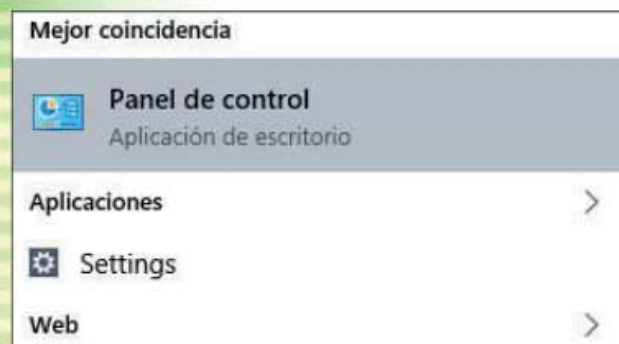 Mejor coincidencia
Panel de control
Aplicación de escritorio
Aplicaciones
Settings
Web